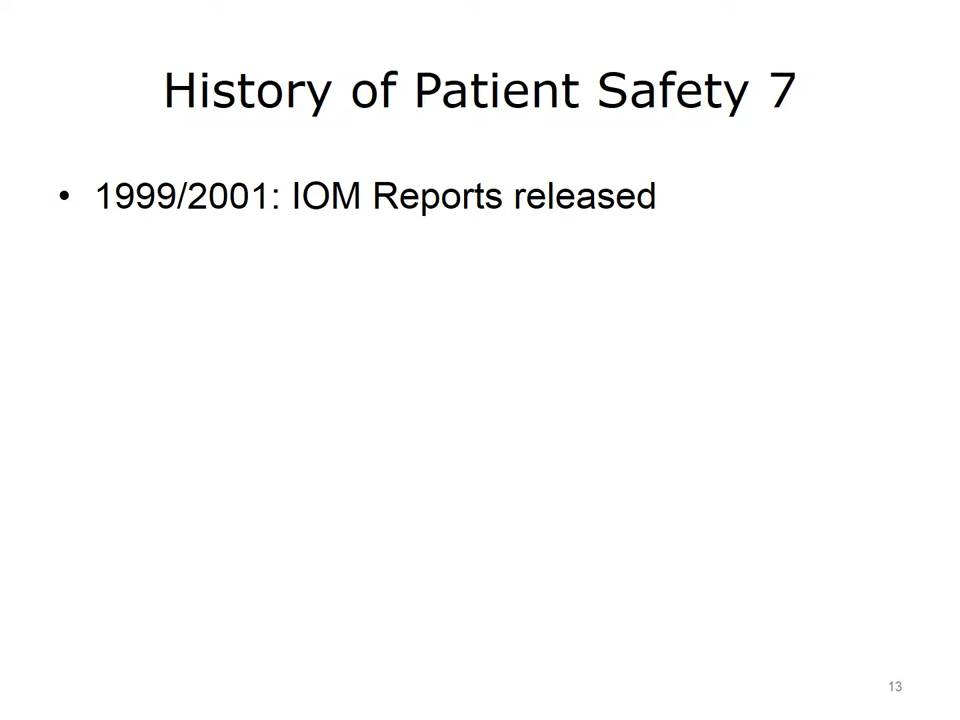 History of Patient Safety 7
• 1999/2001: IOM Reports released
13